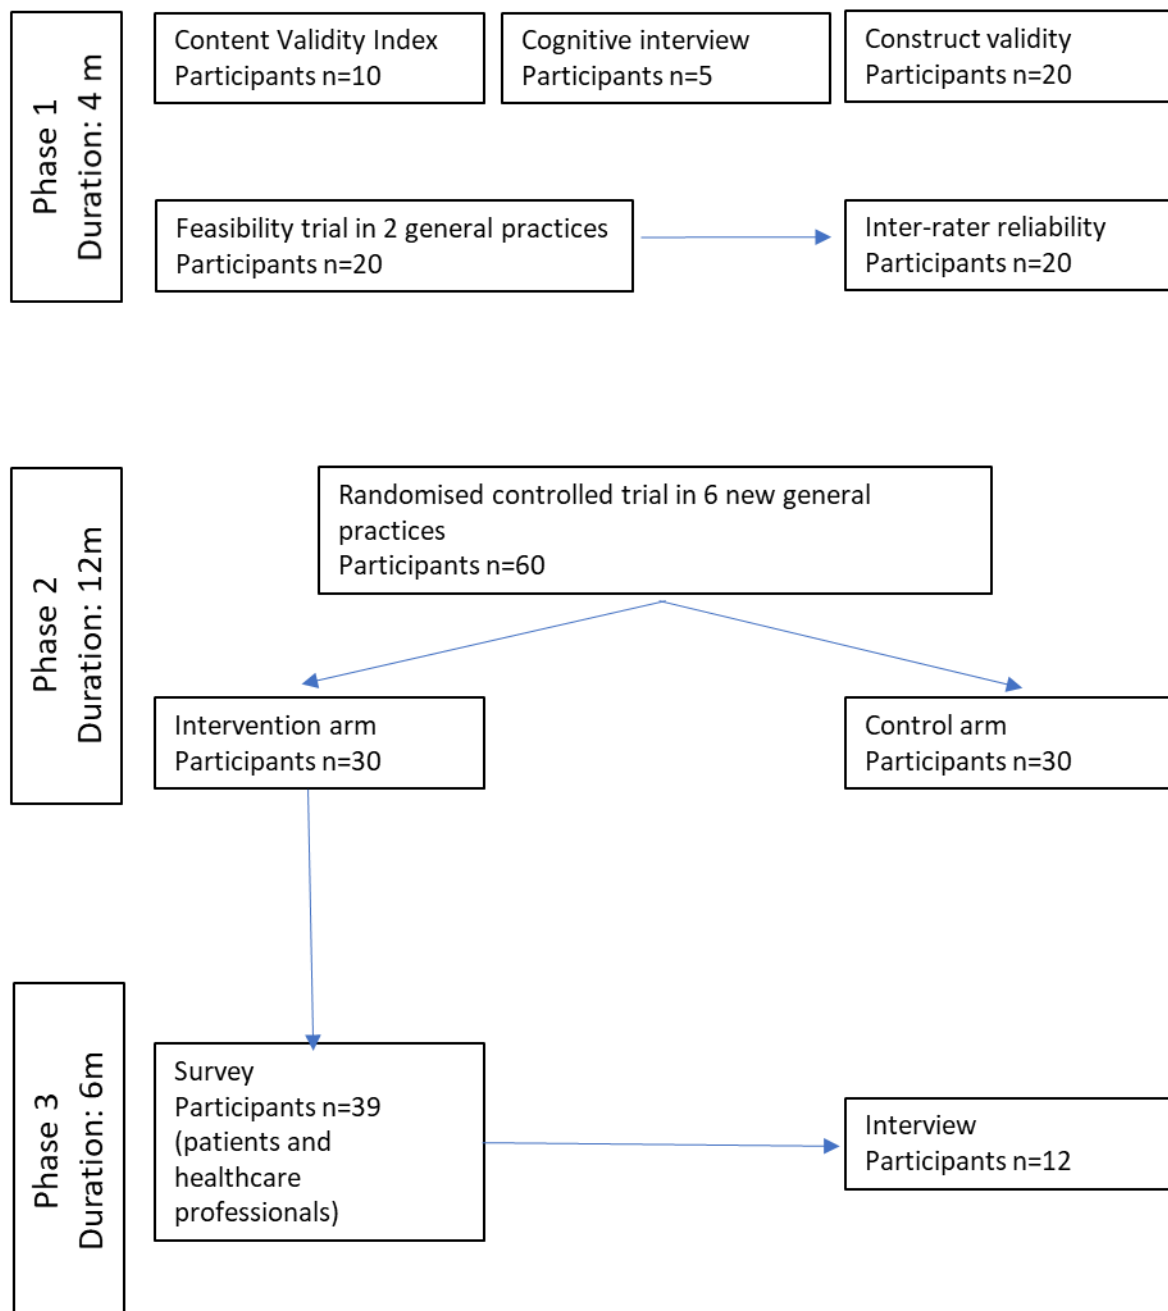 Phase 1
Duration: 4 m
Content Validity Index
Participants n=10
Cognitive interview
Participants n=5
Construct validity
Participants n=20
Feasibility trial in 2 general practices
Participants n=20
Inter-rater reliability
Participants n=20
Phase 2
Duration: 12m
Randomised controlled trial in 6 new general
practices
Participants n=60
Intervention arm
Participants n=30
Control arm
Participants n=30
Phase 3
Duration: 6m
Survey
Participants n=39
(patients and
healthcare
professionals)
Interview
Participants n=12